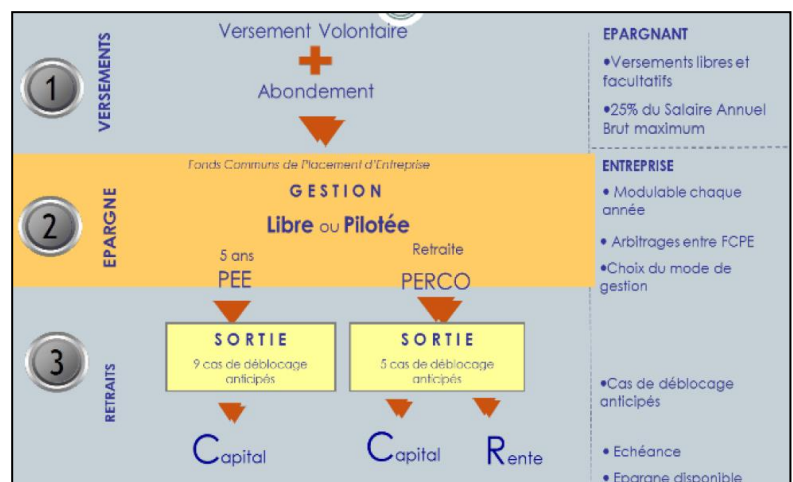 1
VERSEMENTS
Versement Volontaire
Abondement
EPARGNANT
•Versements libres et
facultatifs
•25% du Salaire Annuel
Brut maximum
2
EPARGNE
Fonds Communs de Placement d'Entreprise
GESTION
Libre ou Pilotée
5 ans
PEE
Retraite
PERCO
ENTREPRISE
• Modulable chaque
année
• Arbitrages entre FCPE
•Choix du mode de
gestion
3
RETRAITS
SORTIE
9 cas de déblocage
anticipés
SORTIE
5 cas de déblocage
anticipés
Capital
Capital
Rente
•Cas de déblocage
anticipés
• Echéance
• Epargne disponible